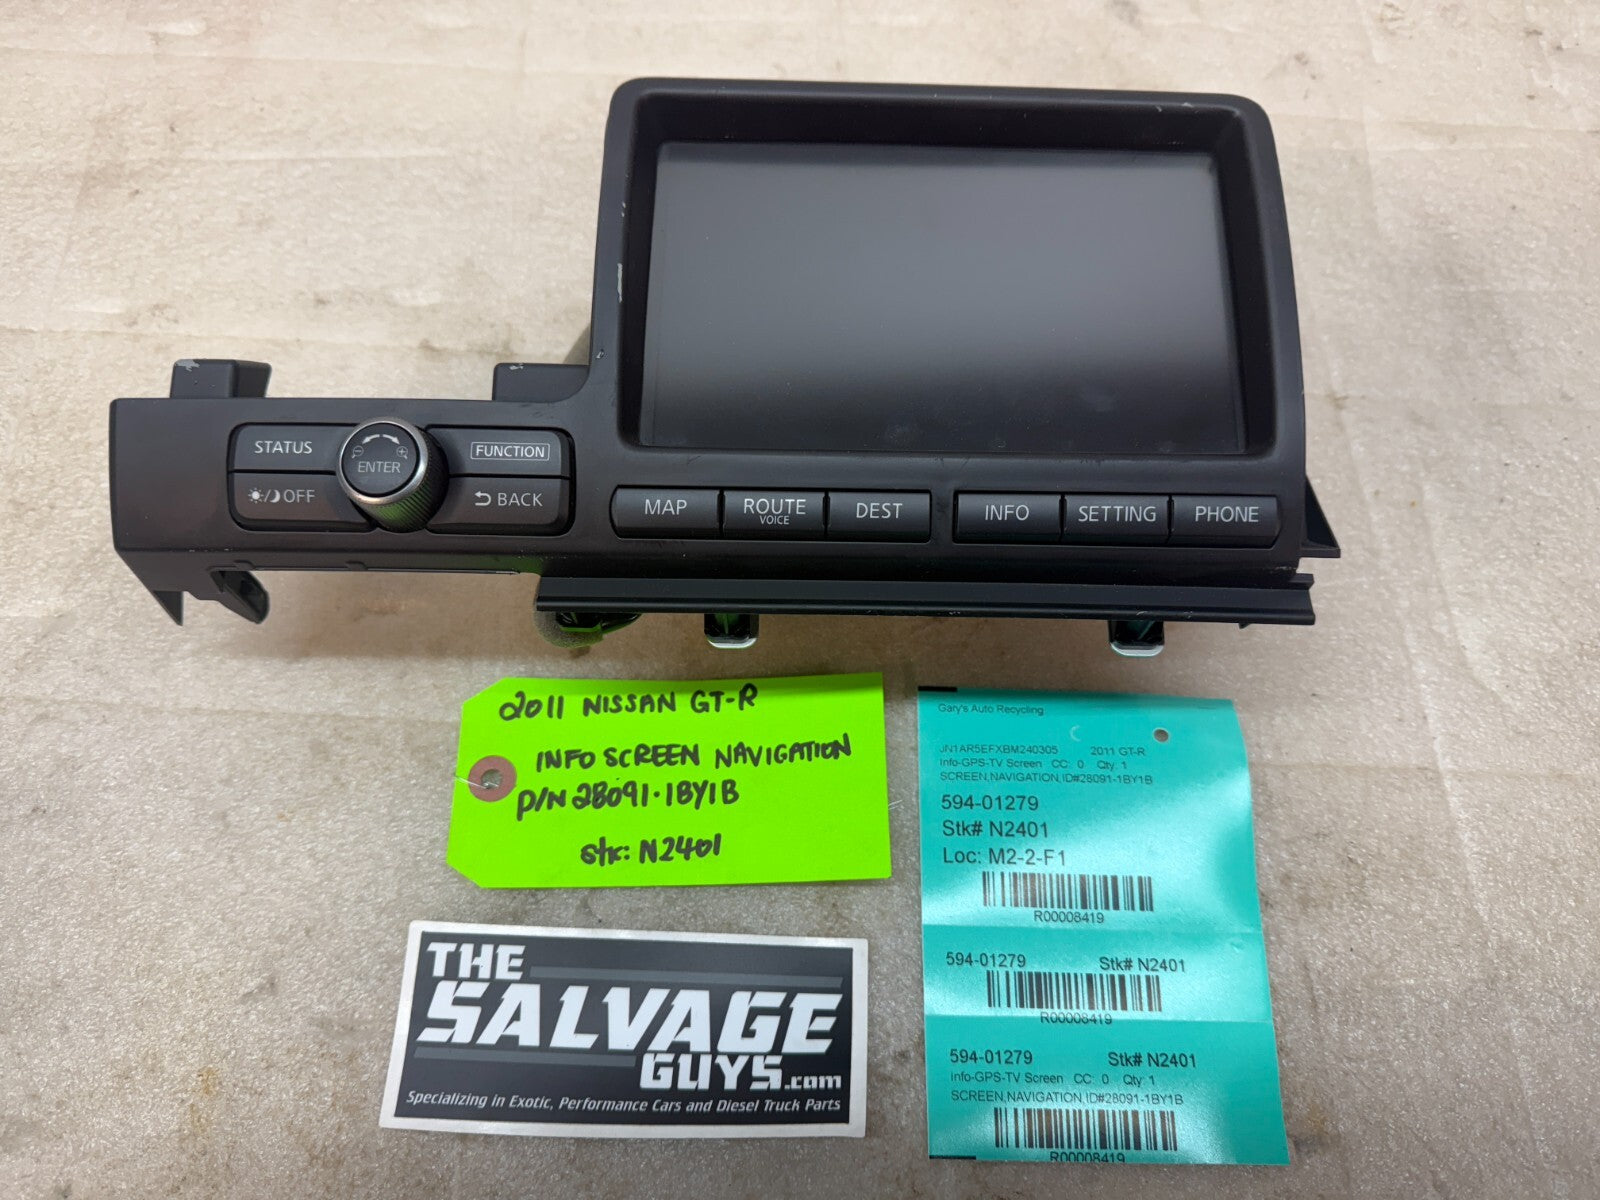 STATUS
ENTER
FUNCTION
OFF
BACK
MAP
ROUTE
VOICE
DEST
INFO
SETTING
PHONE
2011 NISSAN GT-R
INFO SCREEN NAVIGATION
P/N 28091-1BY1B
stk: N2401
Gary's Auto Recycling
JN1AR5EFXBM240305 2011 GT-R
Info-GPS-TV Screen CC: 0 Qty: 1
SCREEN,NAVIGATION,ID#28091-1BY1B
594-01279
Stk# N2401
Loc: M2-2-F1
R00008419
594-01279 Stk# N2401
R00008419
594-01279 Stk# N2401
Info-GPS-TV Screen CC: 0 Qty: 1
SCREEN,NAVIGATION,ID#28091-1BY1B
R00008419
THE
SALVAGE
GUYS.com
Specializing in Exotic, Performance Cars and Diesel Truck Parts